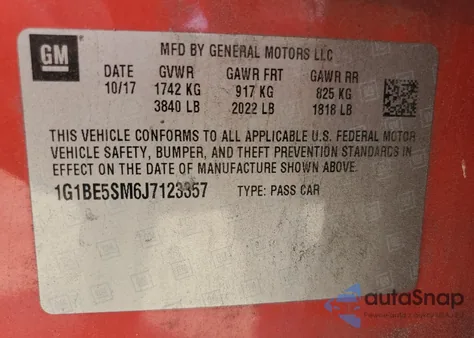 GM
MFD BY GENERAL MOTORS LLC
DATE GVWR GAWR FRT GAWR RR
10/17 1742 KG 917 KG 825 KG
3840 LB 2022 LB 1818 LB
THIS VEHICLE CONFORMS TO ALL APPLICABLE U.S. FEDERAL MOTOR
VEHICLE SAFETY, BUMPER, AND THEFT PREVENTION STANDARDS IN
EFFECT ON THE DATE OF MANUFACTURE SHOWN ABOVE.
1G1BE5SM6J7123357 TYPE: PASS CAR
autoSnap